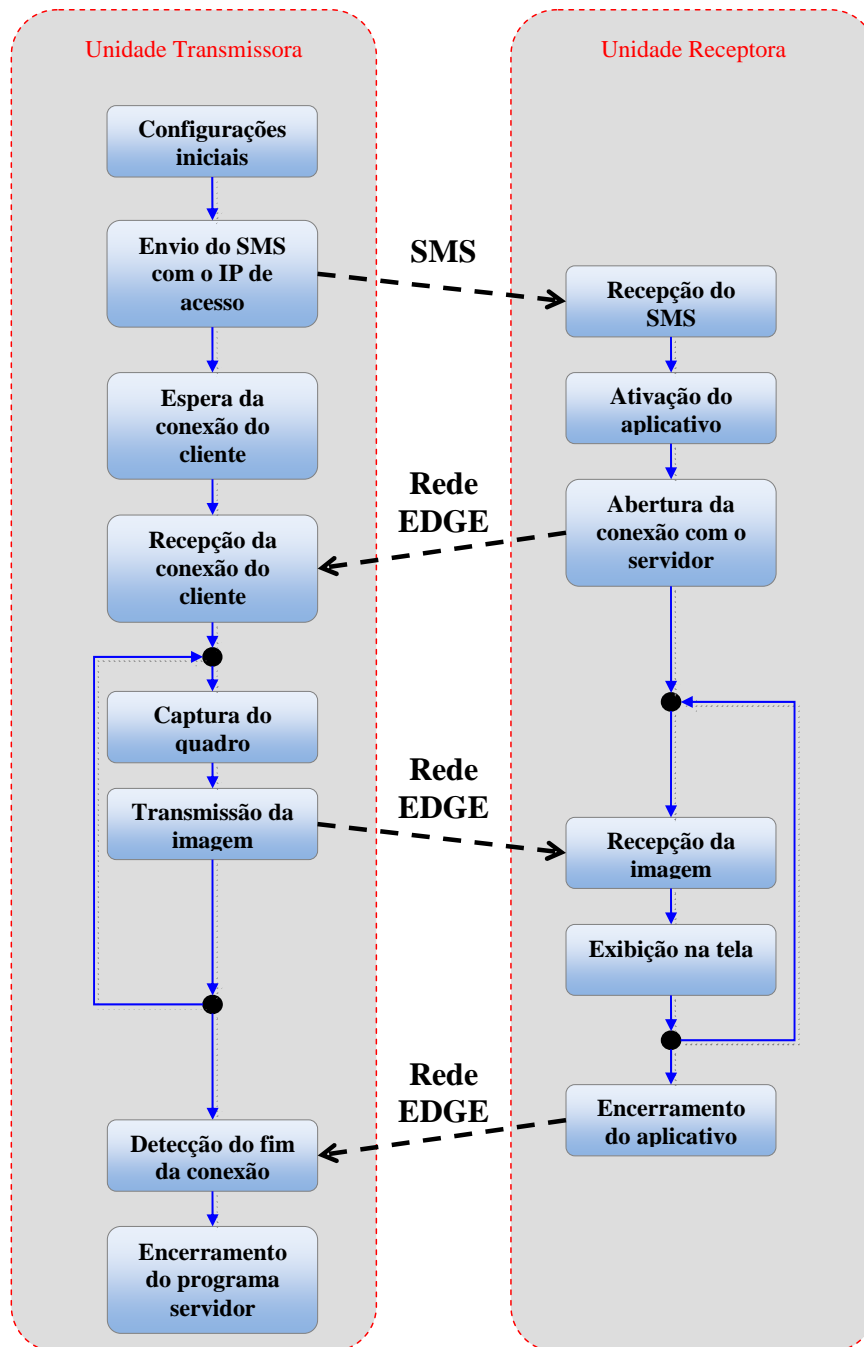 Unidade Transmissora
Configurações
iniciais
Envio do SMS
com o IP de
acesso
Espera da
conexão do
cliente
Recepção da
conexão do
cliente
Captura do
quadro
Transmissão da
imagem
Detecção do fim
da conexão
Encerramento
do programa
servidor
SMS
Rede
EDGE
Rede
EDGE
Rede
EDGE
Unidade Receptora
Recepção do
SMS
Ativação do
aplicativo
Abertura da
conexão com o
servidor
Recepção da
imagem
Exibição na tela
Encerramento
do aplicativo